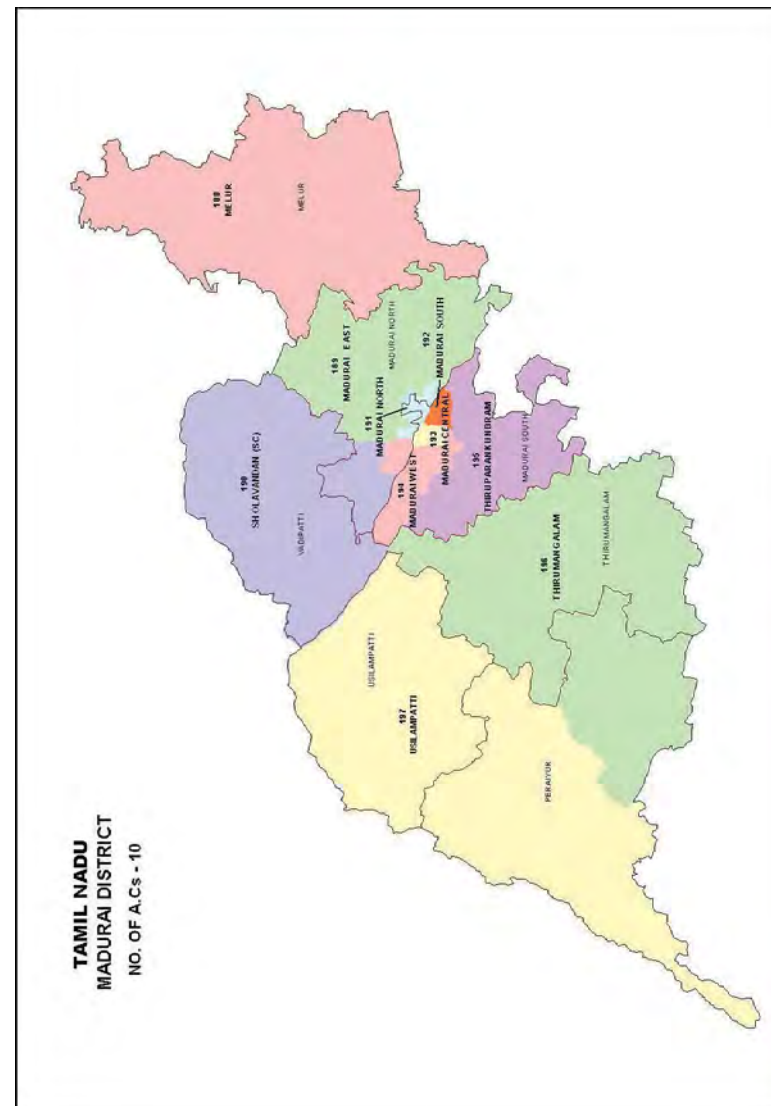 TAMIL NADU
MADURAI DISTRICT
NO. OF A.Cs - 10
188
MELUR
MELUR
189
MADURAI EAST
MADURAI NORTH
190
SHOLAVANDAN (SC)
VADIPATTI
191
MADURAI NORTH
192
MADURAI SOUTH
193
MADURAI CENTRAL
194
MADURAI WEST
195
THIRUPARANKUNDRAM
MADURAI SOUTH
196
THIRUMANGALAM
THIRUMANGALAM
USILAMPATTI
197
USILAMPATTI
PERAIYUR